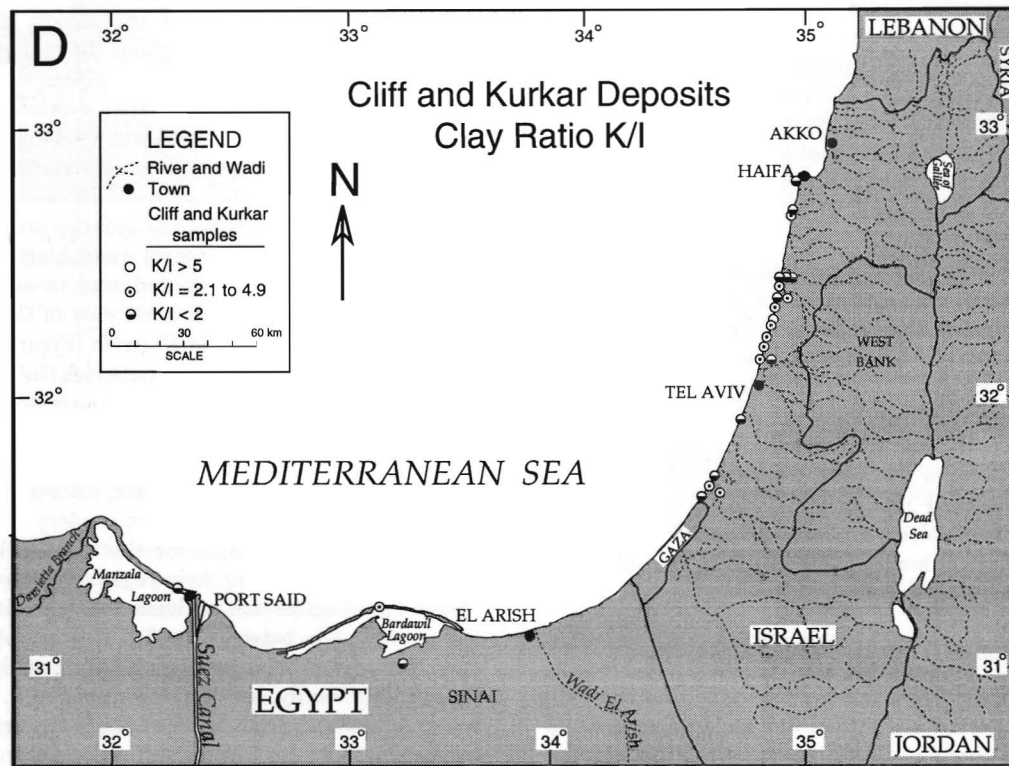 D
32°
33°
34°
35°
LEBANON
SYRIA
Cliff and Kurkar Deposits
Clay Ratio K/I
33°
33°
LEGEND
River and Wadi
Town
Cliff and Kurkar
samples
K/I > 5
K/I = 2.1 to 4.9
K/I < 2
0 30 60 km
SCALE
N
AKKO
HAIFA
Sea of
Galilee
WEST
BANK
32°
TEL AVIV
32°
MEDITERRANEAN SEA
Dead
Sea
GAZA
Damietta Branch
Manzala
Lagoon
PORT SAID
Bardawil
Lagoon
EL ARISH
ISRAEL
31°
31°
Suez Canal
EGYPT
SINAI
Wadi El Arish
32°
33°
34°
35°
JORDAN